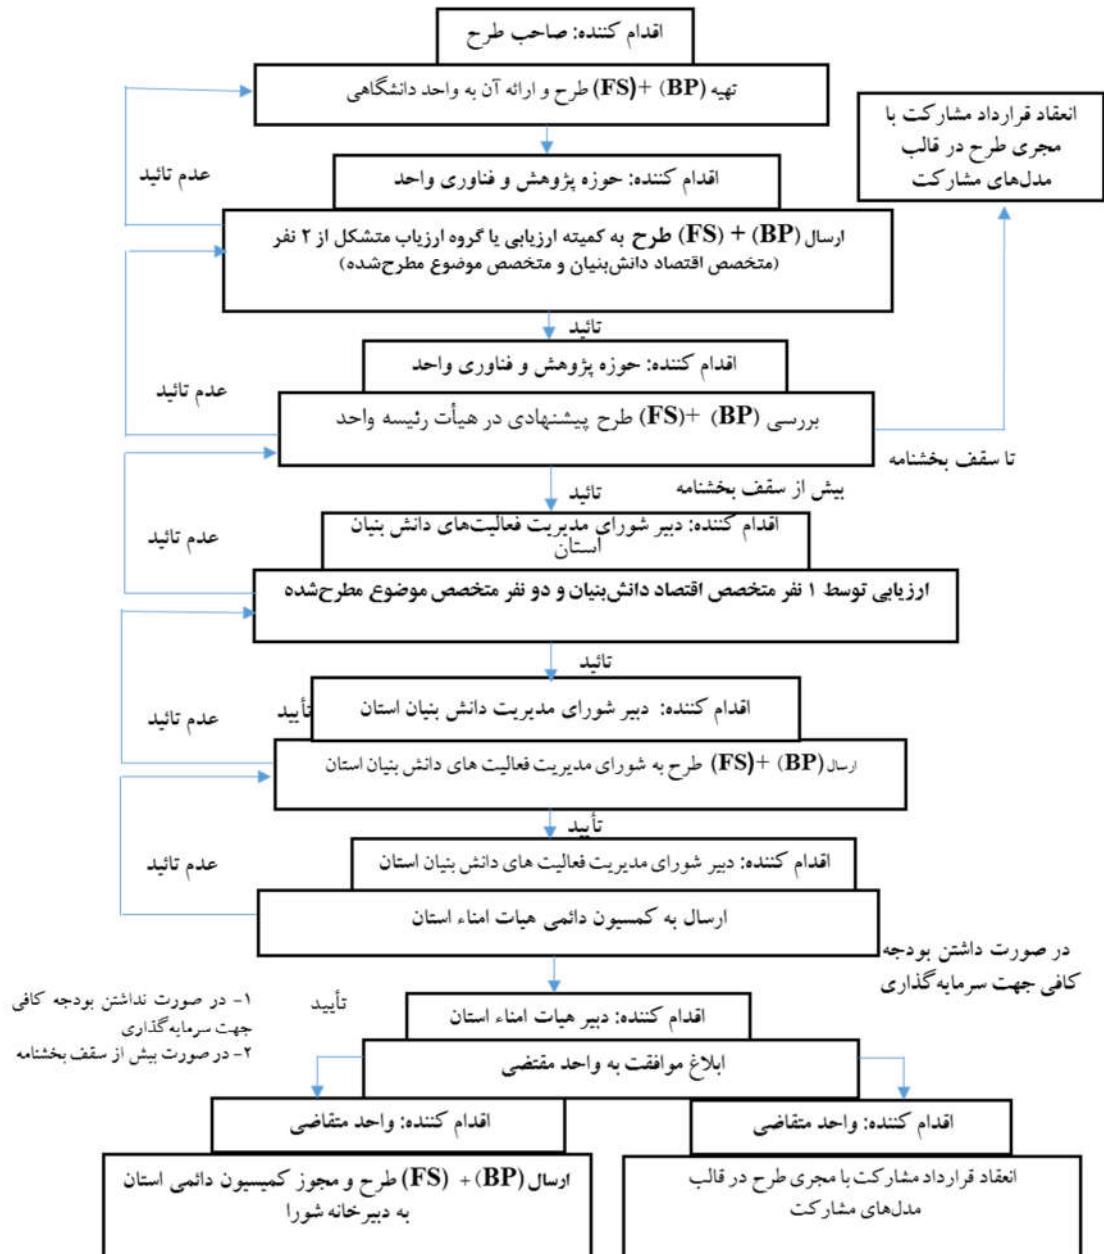 اقدام کننده: صاحب طرح
تهیه (BP) +(FS) طرح و ارائه آن به واحد دانشگاهی
انعقاد قرارداد مشارکت با
مجری طرح در قالب
مدل‌های مشارکت
عدم تائید
اقدام کننده: حوزه پژوهش و فناوری واحد
ارسال (BP) + (FS) طرح به کمیته ارزیابی یا گروه ارزیاب متشکل از ۲ نفر
(متخصص اقتصاد دانش‌بنیان و متخصص موضوع مطرح‌شده)
تائید
اقدام کننده: حوزه پژوهش و فناوری واحد
عدم تائید
بررسی (BP) +(FS) طرح پیشنهادی در هیأت رئیسه واحد
تا سقف بخشنامه
بیش از سقف بخشنامه
تائید
اقدام کننده: دبیر شورای مدیریت فعالیت‌های دانش بنیان
استان
عدم تائید
ارزیابی توسط ۱ نفر متخصص اقتصاد دانش‌بنیان و دو نفر متخصص موضوع مطرح‌شده
تائید
اقدام کننده: دبیر شورای مدیریت دانش بنیان استان
تأیید
عدم تائید
ارسال (BP) +(FS) طرح به شورای مدیریت فعالیت های دانش بنیان استان
تأیید
اقدام کننده: دبیر شورای مدیریت فعالیت های دانش بنیان استان
عدم تائید
ارسال به کمسیون دائمی هیات امناء استان
در صورت داشتن بودجه
کافی جهت سرمایه‌گذاری
تأیید
۱- در صورت نداشتن بودجه کافی
جهت سرمایه‌گذاری
۲- در صورت بیش از سقف بخشنامه
اقدام کننده: دبیر هیات امناء استان
ابلاغ موافقت به واحد مقتضی
اقدام کننده: واحد متقاضی
انعقاد قرارداد مشارکت با مجری طرح در قالب
مدل‌های مشارکت
اقدام کننده: واحد متقاضی
ارسال (BP) + (FS) طرح و مجوز کمیسیون دائمی استان
به دبیرخانه شورا